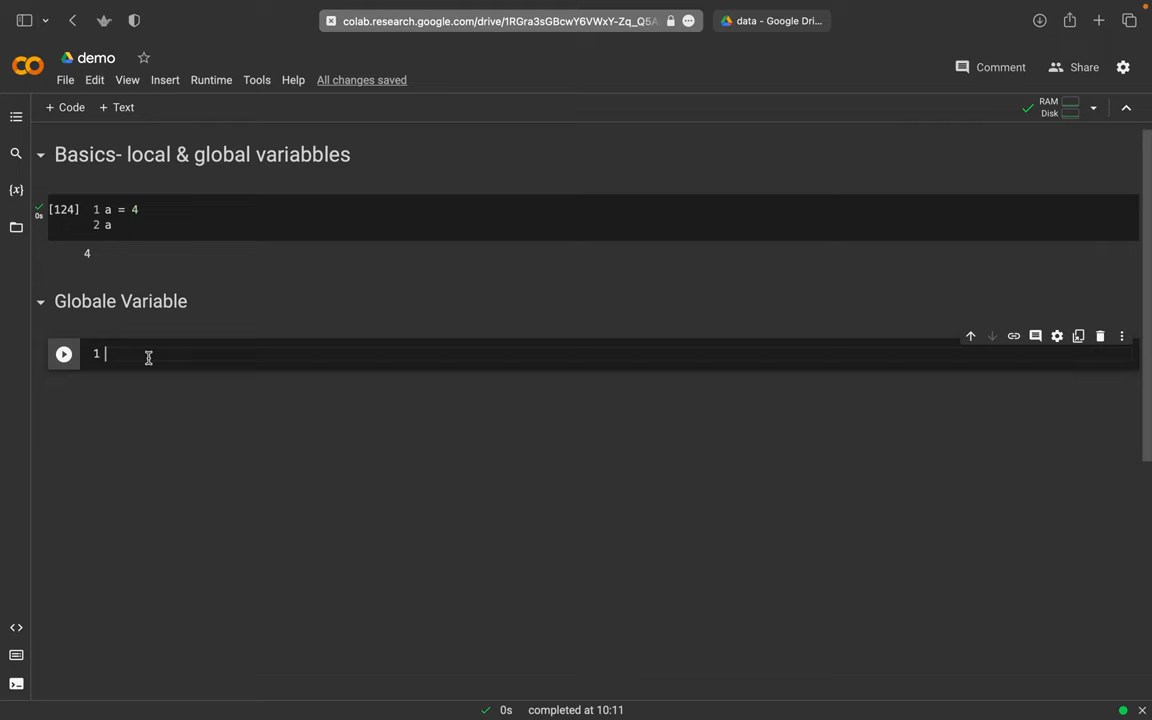 colab.research.google.com/drive/1RGra3sGBcwY6VWxY-Zq_Q5A
data - Google Dri...
demo
File Edit View Insert Runtime Tools Help All changes saved
Comment Share
+ Code + Text
RAM
Disk
Basics- local & global variabbles
[124] 1 a = 4
0s
2 a
4
Globale Variable
1
0s completed at 10:11